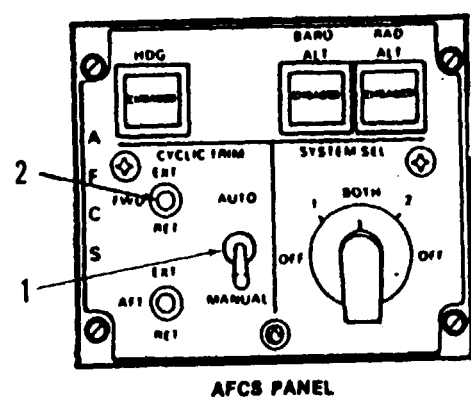 BARO
RAD
HDG
ALT
ALT
ENGAGED
ENGAGED
ENGAGED
AFCS
CYCLIC TRIM
SYSTEM SEL
2
EXT
FWD
RET
AUTO
1
BOTH
2
OFF
OFF
1
EXT
AFT
RET
MANUAL
AFCS PANEL